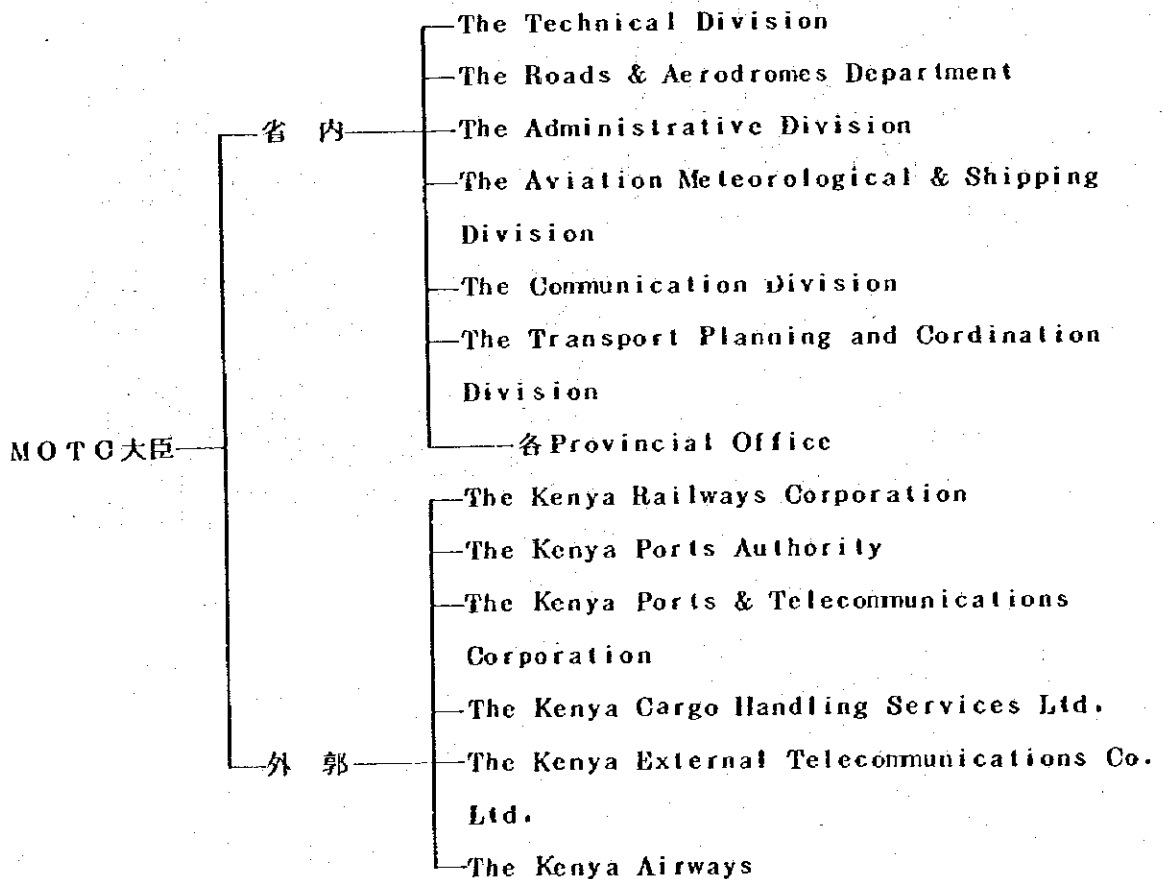 The Technical Division
The Roads & Aerodromes Department
省 内
The Administrative Division
The Aviation Meteorological & Shipping
Division
The Communication Division
The Transport Planning and Cordination
Division
MOTC大臣
各Provincial Office
The Kenya Railways Corporation
The Kenya Ports Authority
The Kenya Ports & Telecommunications
Corporation
The Kenya Cargo Handling Services Ltd.
外 郭
The Kenya External Telecommunications Co.
Ltd.
The Kenya Airways